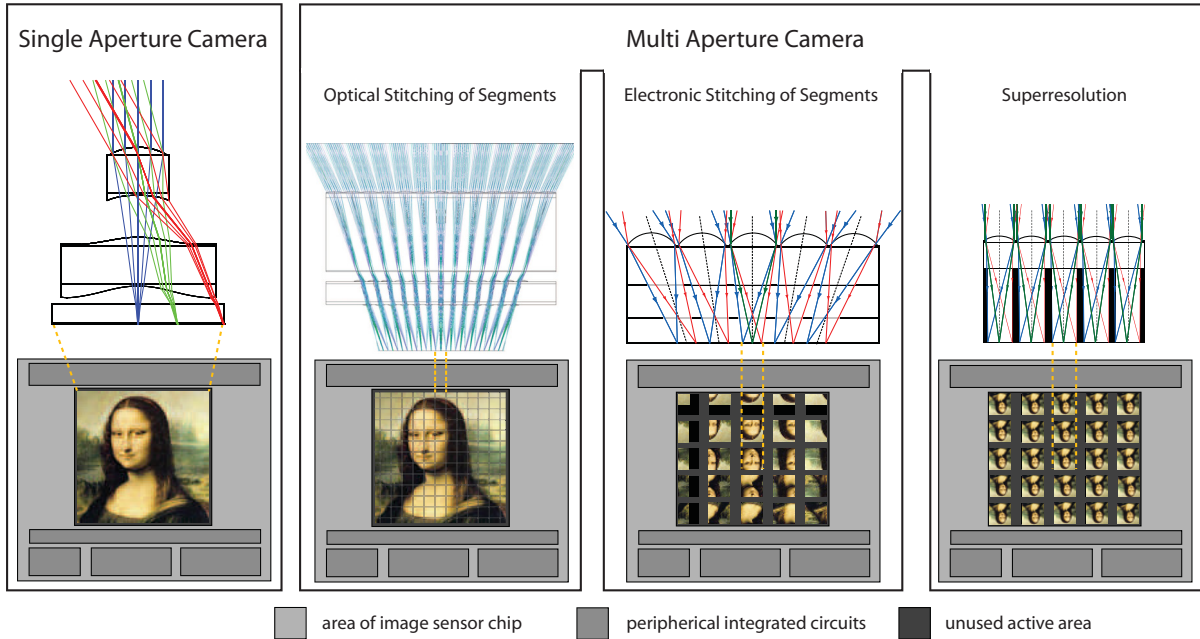 Single Aperture Camera
Multi Aperture Camera
Optical Stitching of Segments
Electronic Stitching of Segments
Superresolution
area of image sensor chip
peripherical integrated circuits
unused active area